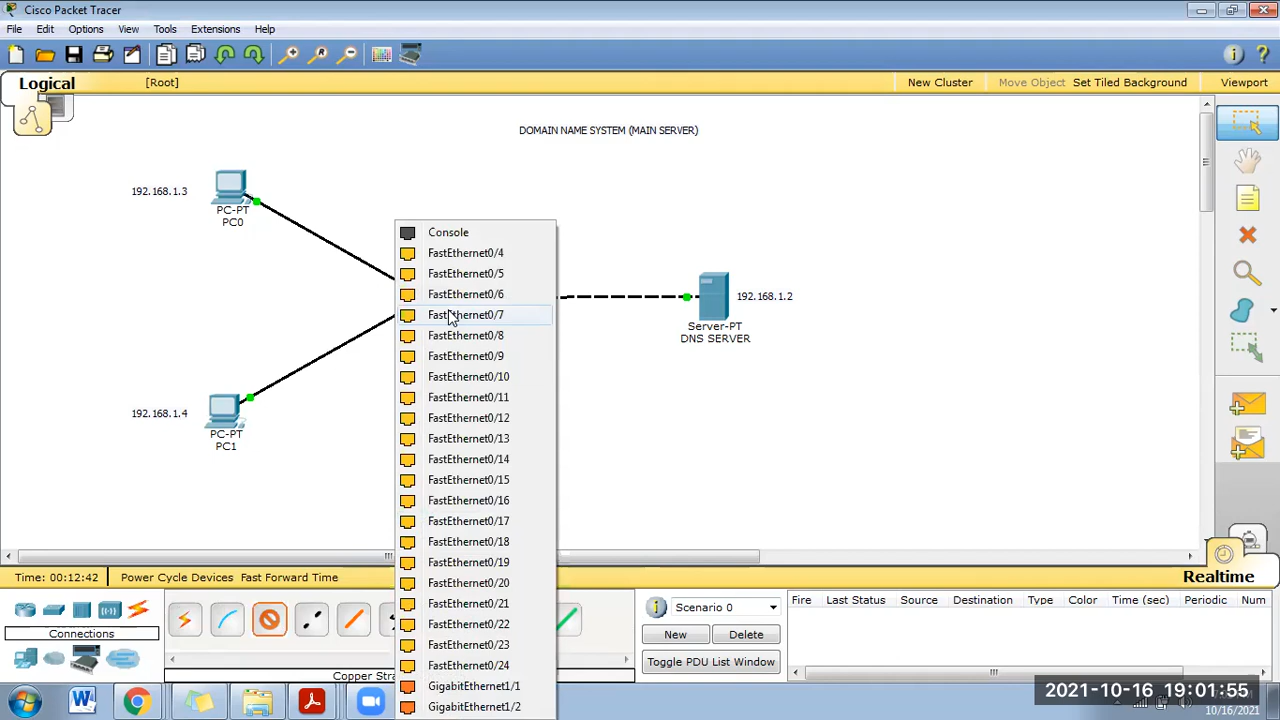 Cisco Packet Tracer
File Edit Options View Tools Extensions Help
Logical
[Root]
New Cluster
Move Object
Set Tiled Background
Viewport
DOMAIN NAME SYSTEM (MAIN SERVER)
192.168.1.3
PC-PT
PC0
192.168.1.4
PC-PT
PC1
192.168.1.2
Server-PT
DNS SERVER
Console
FastEthernet0/4
FastEthernet0/5
FastEthernet0/6
FastEthernet0/7
FastEthernet0/8
FastEthernet0/9
FastEthernet0/10
FastEthernet0/11
FastEthernet0/12
FastEthernet0/13
FastEthernet0/14
FastEthernet0/15
FastEthernet0/16
FastEthernet0/17
FastEthernet0/18
FastEthernet0/19
FastEthernet0/20
FastEthernet0/21
FastEthernet0/22
FastEthernet0/23
FastEthernet0/24
GigabitEthernet1/1
GigabitEthernet1/2
Time: 00:12:42
Power Cycle Devices Fast Forward Time
Realtime
Connections
Copper Stra
Scenario 0
New
Delete
Toggle PDU List Window
Fire Last Status Source Destination Type Color Time (sec) Periodic Num
2021-10-16 19:01:55
10/16/2021